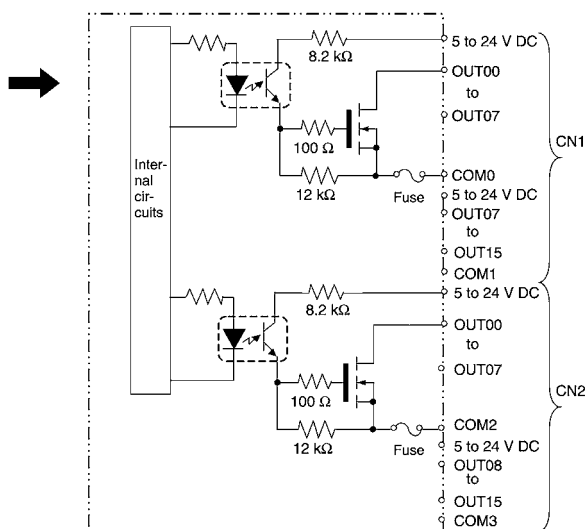 8.2 kΩ
5 to 24 V DC
OUT00
to
OUT07
100 Ω
12 kΩ
Fuse
COM0
5 to 24 V DC
OUT07
to
OUT15
COM1
CN1
Inter-
nal
cir-
cuits
5 to 24 V DC
8.2 kΩ
OUT00
to
OUT07
100 Ω
12 kΩ
Fuse
COM2
5 to 24 V DC
OUT08
to
OUT15
COM3
CN2